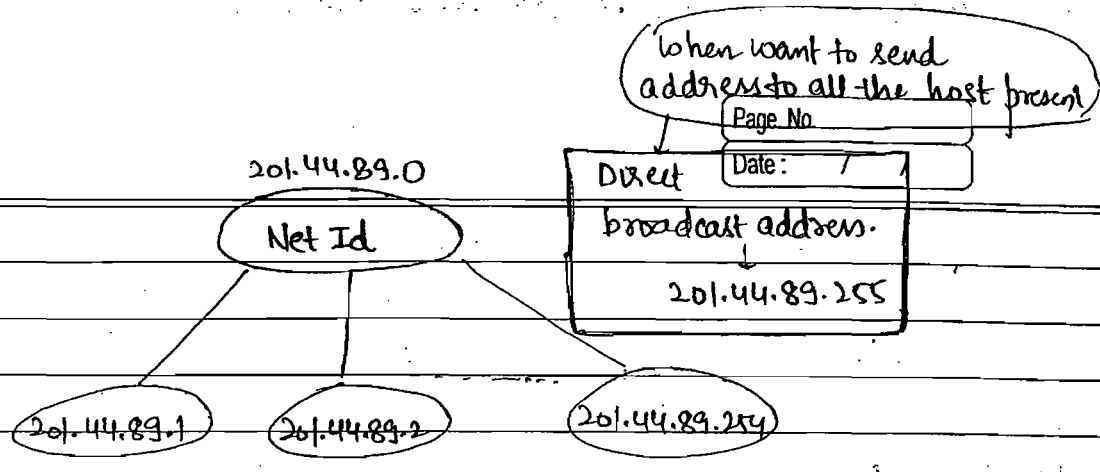 When want to send
address to all the host present
Page No
Date: / /
201.44.89.0
Direct
broadcast address.
Net Id
201.44.89.255
201.44.89.1
201.44.89.2
201.44.89.254